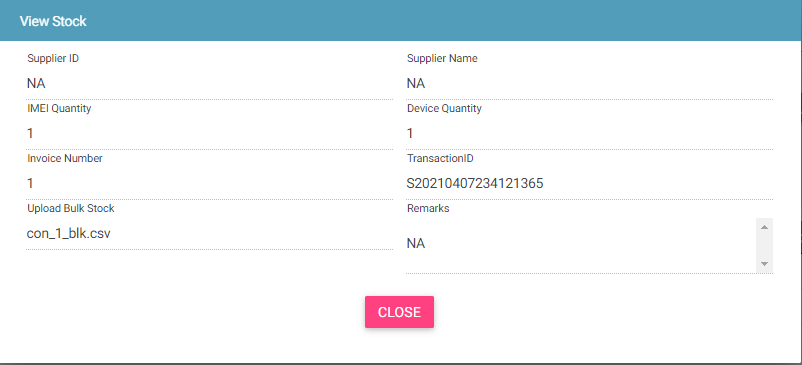 View Stock
Supplier ID
Supplier Name
NA
NA
IMEI Quantity
Device Quantity
1
1
Invoice Number
TransactionID
1
S20210407234121365
Upload Bulk Stock
Remarks
con_1_blk.csv
NA
CLOSE